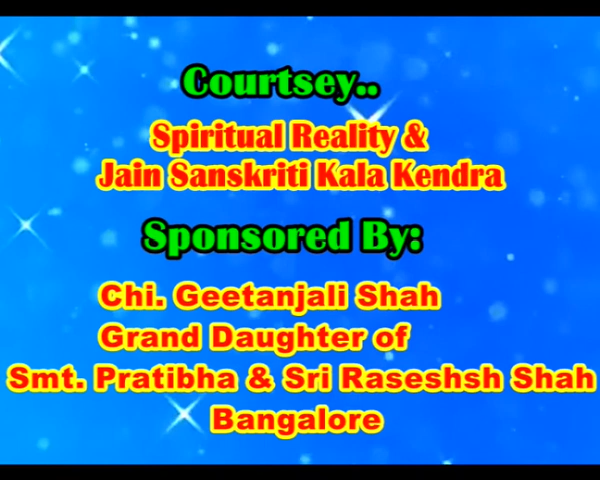 Courtsey..
Spiritual Reality &
Jain Sanskriti Kala Kendra
Sponsored By:
Chi. Geetanjali Shah
Grand Daughter of
Smt. Pratibha & Sri Raseshsh Shah
Bangalore